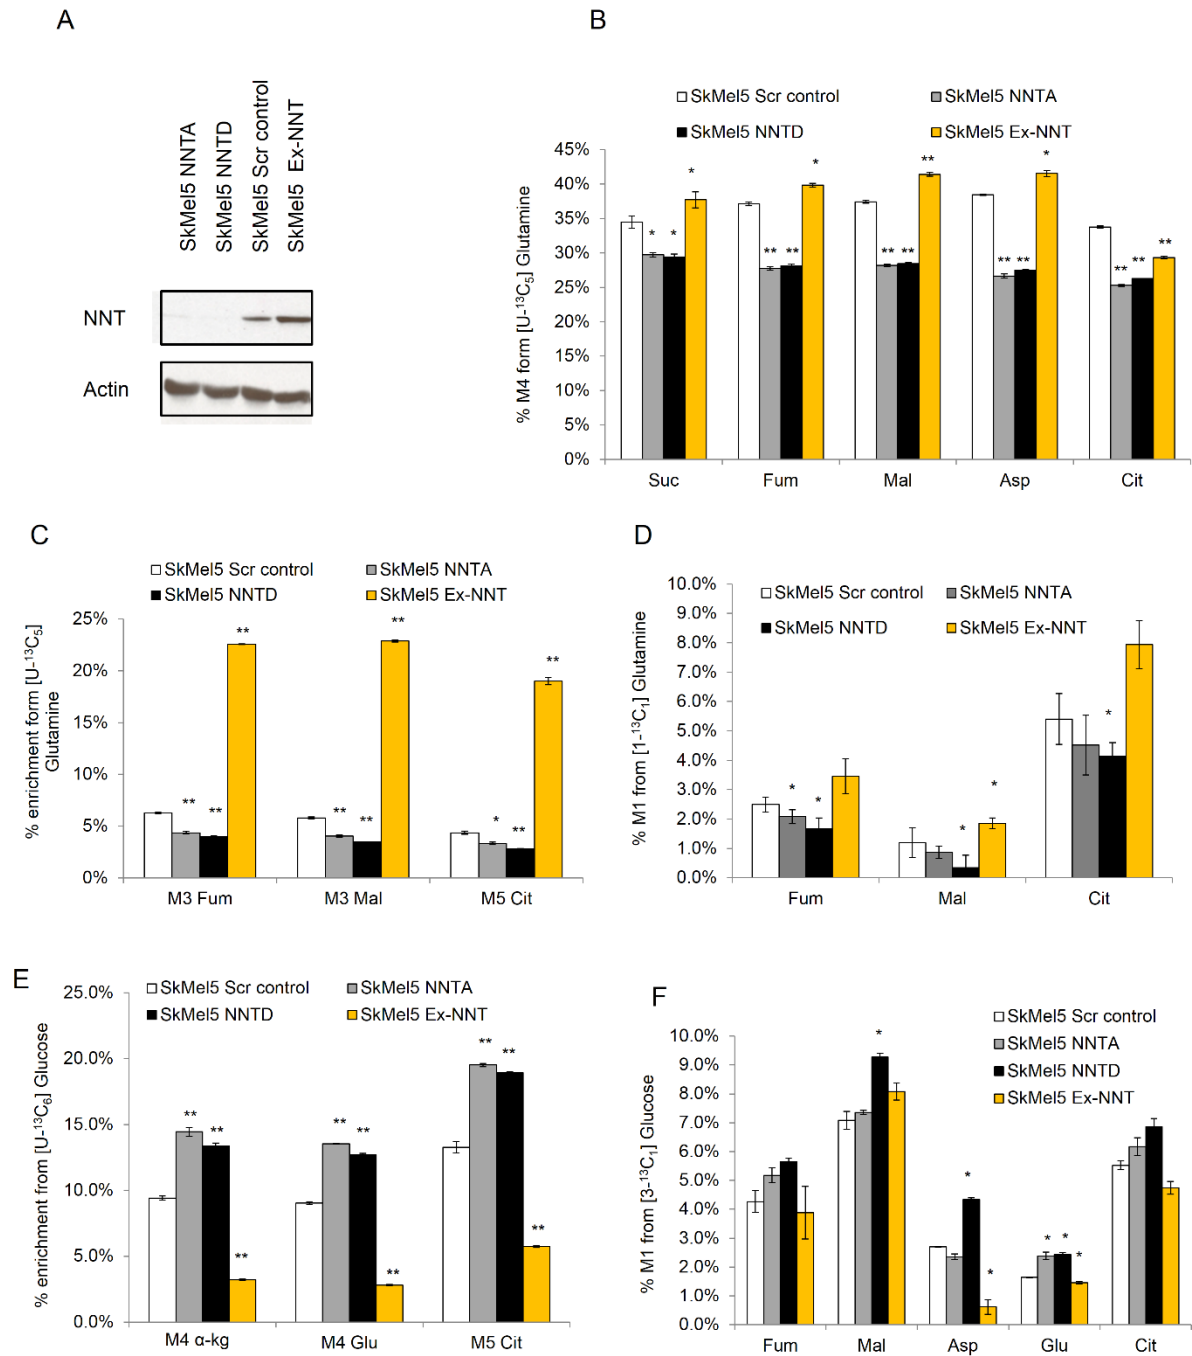 A
SkMel5 NNTA
SkMel5 NNTD
SkMel5 Scr control
SkMel5 Ex-NNT
NNT
Actin
B
SkMel5 Scr control
SkMel5 NNTA
SkMel5 NNTD
SkMel5 Ex-NNT
% M4 form [U-¹³C₅] Glutamine
45%
40%
35%
30%
25%
20%
15%
10%
5%
0%
* * *
** ** *
** ** **
** ** *
** ** **
Suc Fum Mal Asp Cit
C
SkMel5 Scr control
SkMel5 NNTA
SkMel5 NNTD
SkMel5 Ex-NNT
% enrichment form [U-¹³C₅]
Glutamine
25%
20%
15%
10%
5%
0%
** ** **
** ** **
* ** **
M3 Fum M3 Mal M5 Cit
D
SkMel5 Scr control
SkMel5 NNTA
SkMel5 NNTD
SkMel5 Ex-NNT
% M1 from [1-¹³C₁] Glutamine
10.0%
9.0%
8.0%
7.0%
6.0%
5.0%
4.0%
3.0%
2.0%
1.0%
0.0%
* *
* *
*
Fum Mal Cit
E
SkMel5 Scr control
SkMel5 NNTA
SkMel5 NNTD
SkMel5 Ex-NNT
% enrichment from [U-¹³C₆] Glucose
25.0%
20.0%
15.0%
10.0%
5.0%
0.0%
** ** **
** ** **
** ** **
M4 α-kg M4 Glu M5 Cit
F
SkMel5 Scr control
SkMel5 NNTA
SkMel5 NNTD
SkMel5 Ex-NNT
% M1 from [3-¹³C₁] Glucose
10.0%
9.0%
8.0%
7.0%
6.0%
5.0%
4.0%
3.0%
2.0%
1.0%
0.0%
*
* *
* * *
Fum Mal Asp Glu Cit